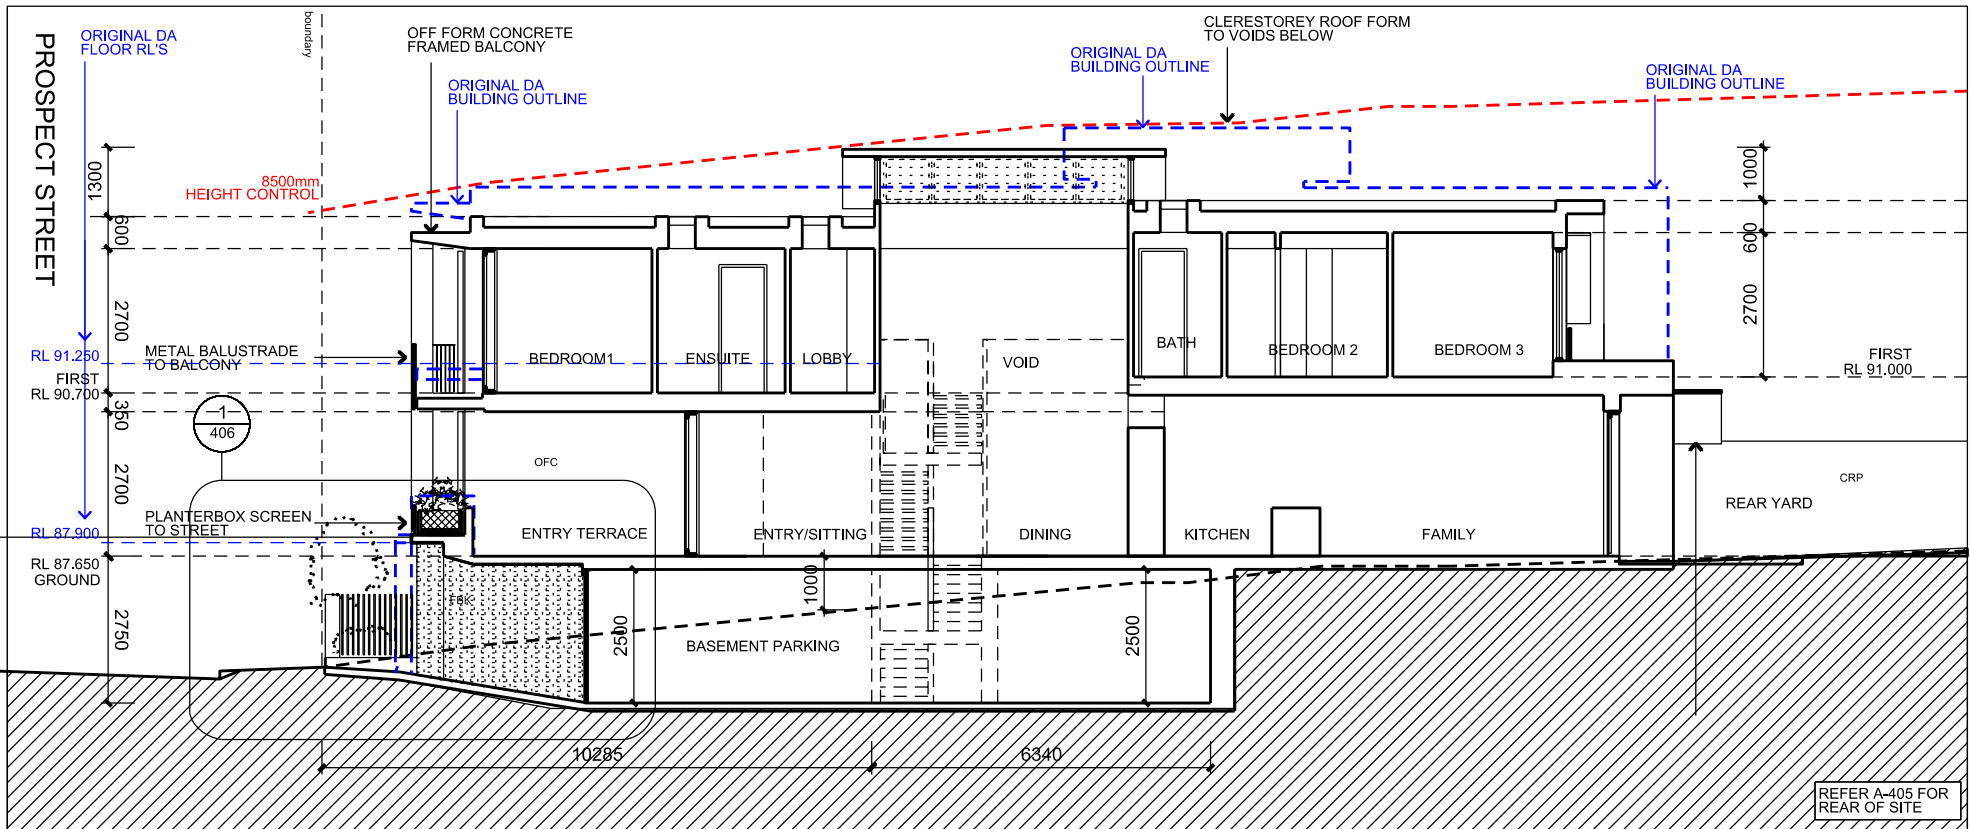 PROSPECT STREET
ORIGINAL DA
FLOOR RL'S
boundary
OFF FORM CONCRETE
FRAMED BALCONY
ORIGINAL DA
BUILDING OUTLINE
ORIGINAL DA
BUILDING OUTLINE
CLERESTOREY ROOF FORM
TO VOIDS BELOW
ORIGINAL DA
BUILDING OUTLINE
8500mm
HEIGHT CONTROL
1300
600
2700
350
2700
2750
1000
600
2700
RL 91.250
FIRST
RL 90.700
METAL BALUSTRADE
TO BALCONY
1
406
BEDROOM1
ENSUITE
LOBBY
VOID
BATH
BEDROOM 2
BEDROOM 3
FIRST
RL 91.000
OFC
CRP
PLANTERBOX SCREEN
TO STREET
RL 87.900
RL 87.650
GROUND
ENTRY TERRACE
ENTRY/SITTING
DINING
KITCHEN
FAMILY
REAR YARD
FBK
1000
2500
BASEMENT PARKING
2500
10285
6340
REFER A-405 FOR
REAR OF SITE